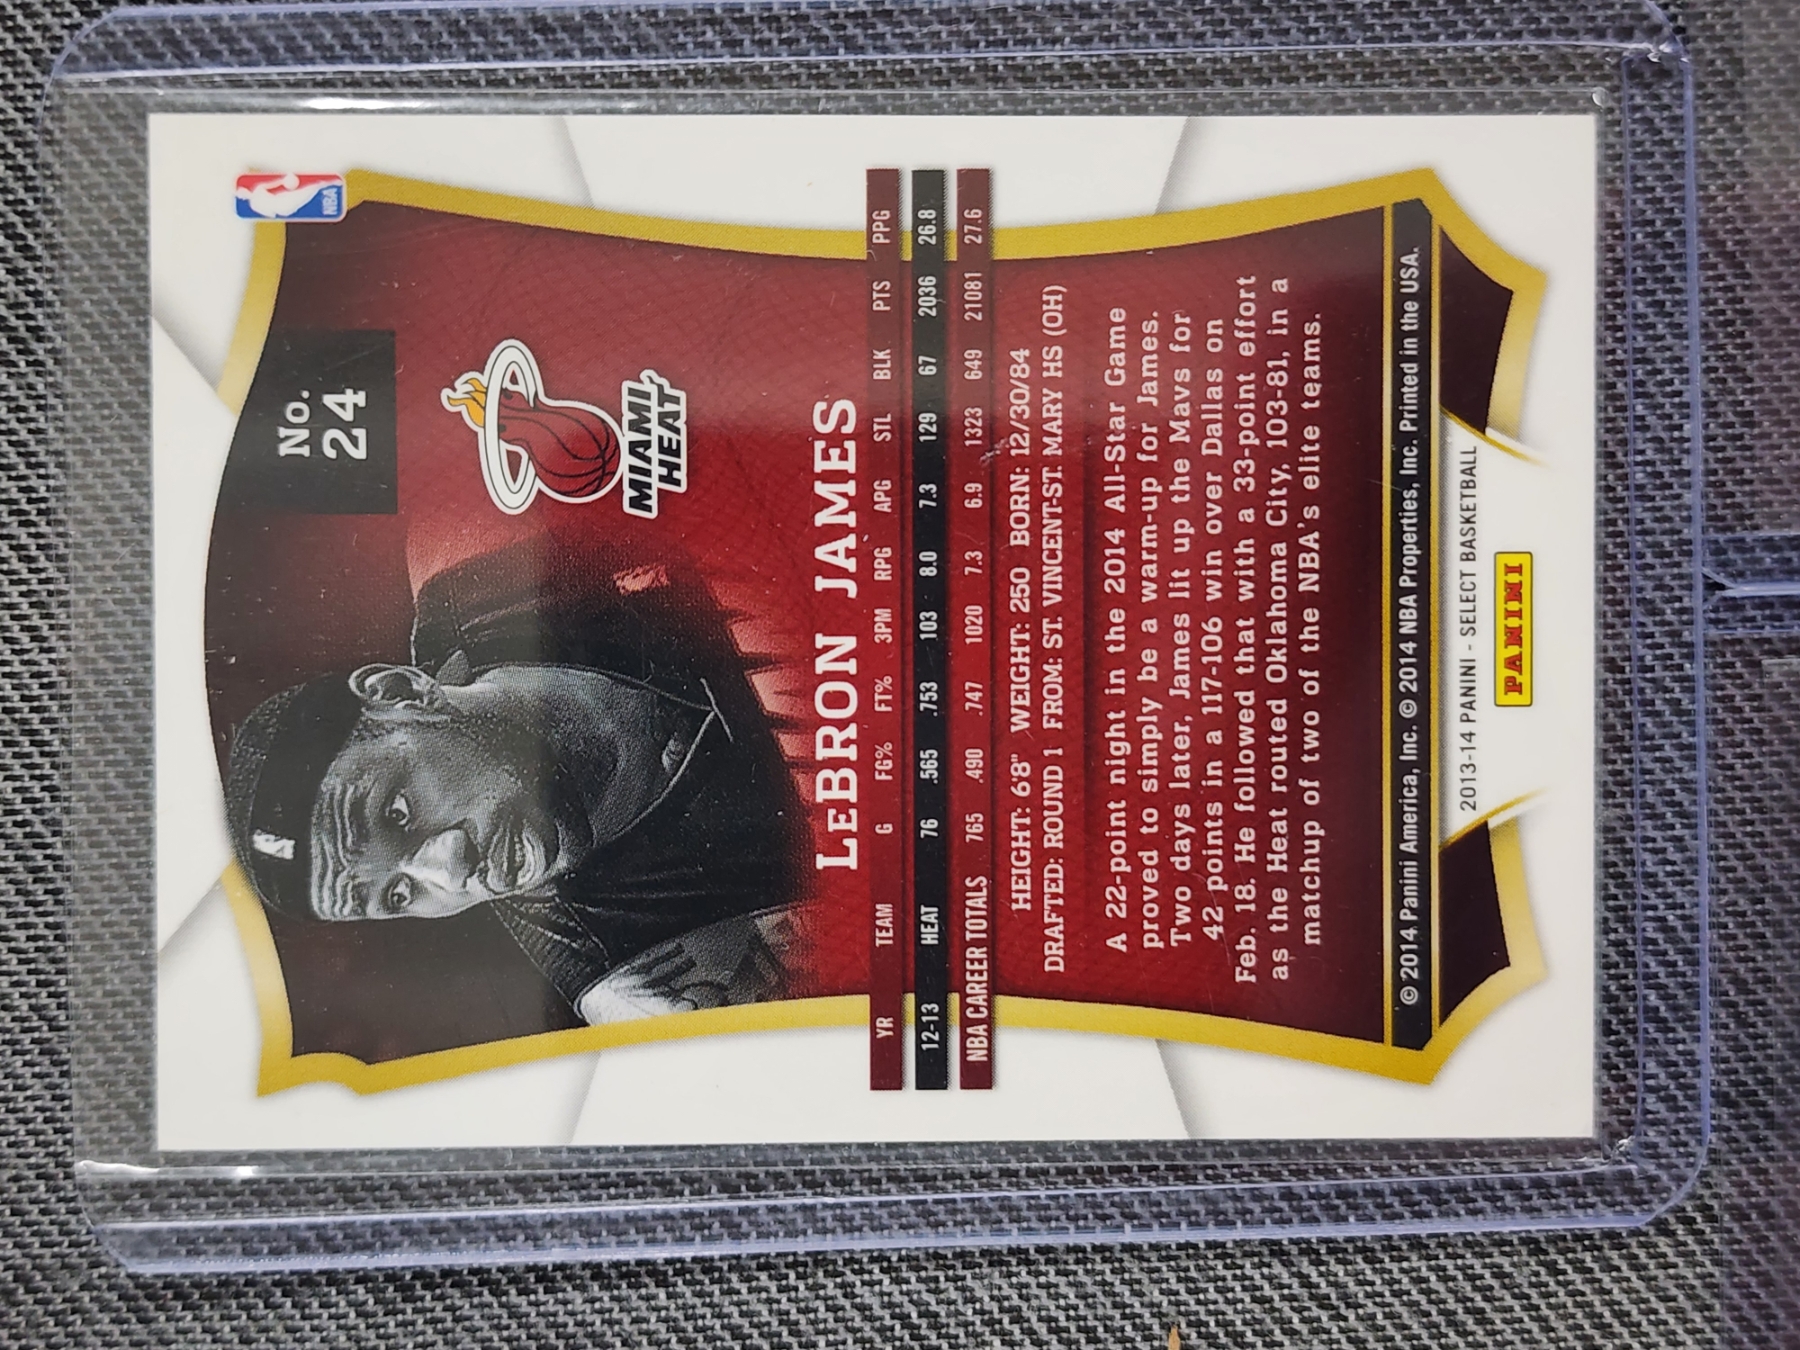 NBA
No.
24
MIAMI
HEAT
LEBRON JAMES
YR TEAM G FG% FT% 3PM RPG APG STL BLK PTS PPG
12-13 HEAT 76 .565 .753 103 8.0 7.3 129 67 2036 26.8
NBA CAREER TOTALS 765 .490 .747 1020 7.3 6.9 1323 649 21081 27.6
HEIGHT: 6'8" WEIGHT: 250 BORN: 12/30/84
DRAFTED: ROUND 1 FROM: ST. VINCENT-ST. MARY HS (OH)
A 22-point night in the 2014 All-Star Game
proved to simply be a warm-up for James.
Two days later, James lit up the Mavs for
42 points in a 117-106 win over Dallas on
Feb. 18. He followed that with a 33-point effort
as the Heat routed Oklahoma City, 103-81, in a
matchup of two of the NBA's elite teams.
© 2014 Panini America, Inc. © 2014 NBA Properties, Inc. Printed in the USA.
2013-14 PANINI - SELECT BASKETBALL
PANINI